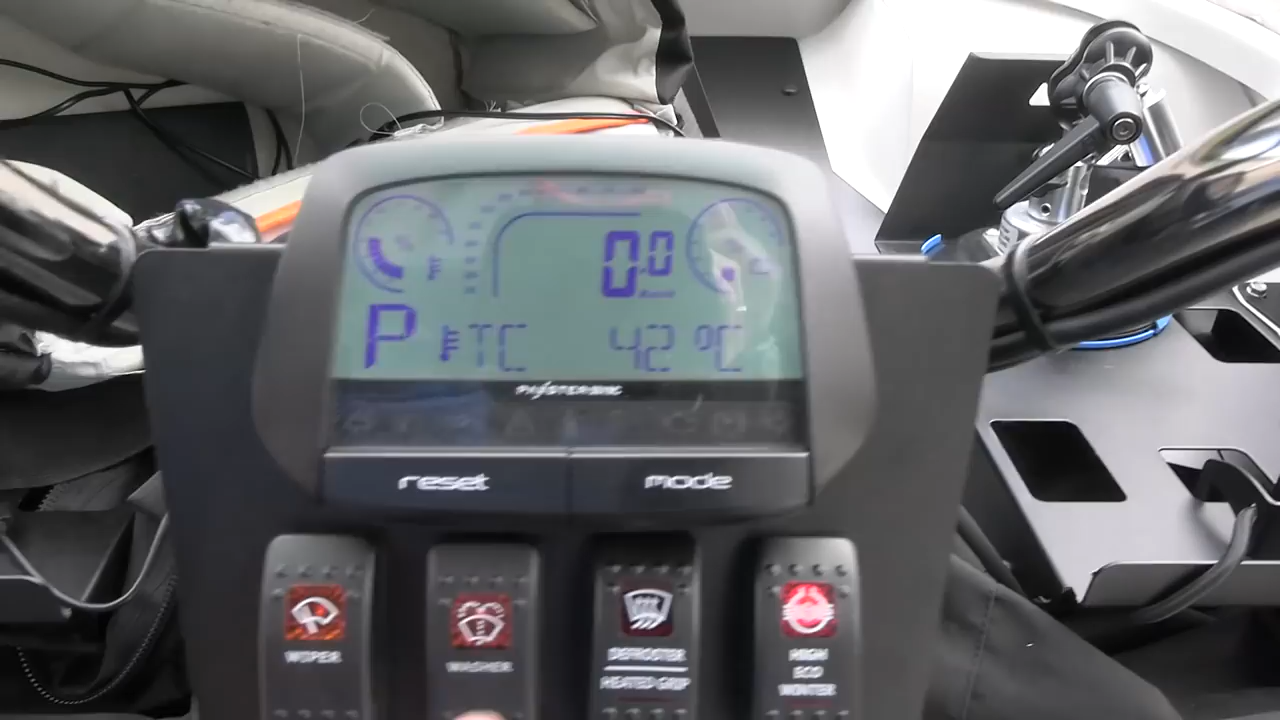 0.0
P TC 42 °C
reset mode
WIPER
WASHER
DEFROSTER
HEATED GRIP
HIGH
ECO
WINTER